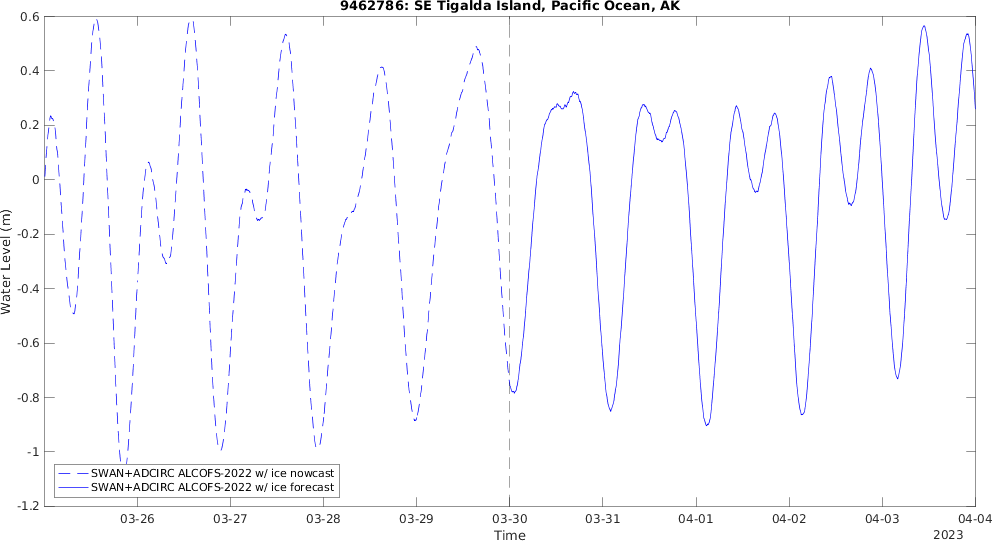 9462786: SE Tigalda Island, Pacific Ocean, AK
0.6
0.4
0.2
0
-0.2
-0.4
-0.6
-0.8
-1
-1.2
Water Level (m)
SWAN+ADCIRC ALCOFS-2022 w/ ice nowcast
SWAN+ADCIRC ALCOFS-2022 w/ ice forecast
03-26 03-27 03-28 03-29 03-30 03-31 04-01 04-02 04-03 04-04
Time
2023